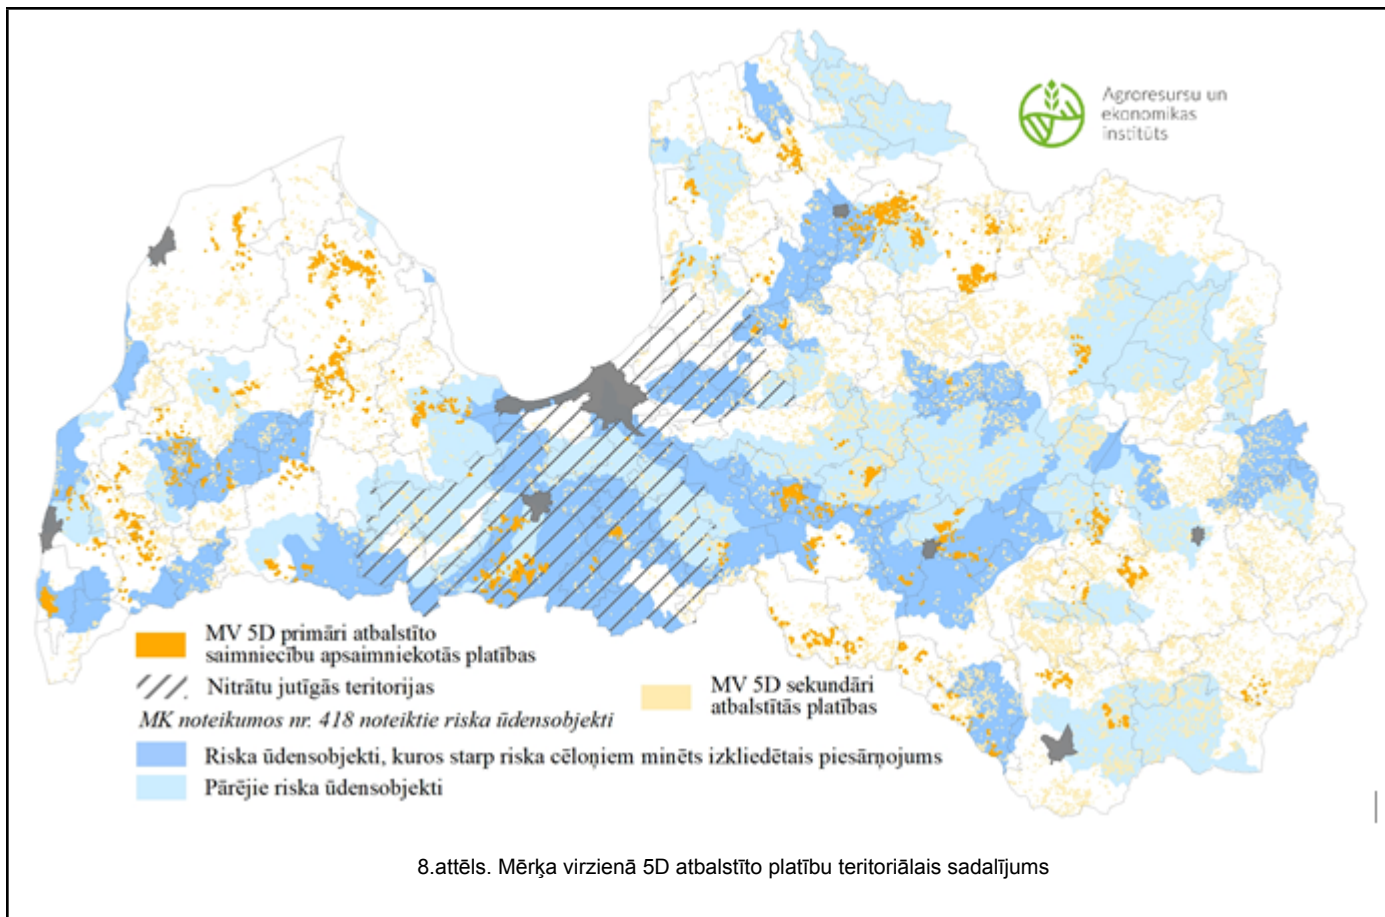 Agroresursu un
ekonomikas
institūts
MV 5D primāri atbalstīto
saimniecību apsaimniekotās platības
Nitrātu jutīgās teritorijas
MV 5D sekundāri
atbalstītās platības
MK noteikumos nr. 418 noteiktie riska ūdensobjekti
Riska ūdensobjekti, kuros starp riska cēloņiem minēts izkliedētais piesārņojums
Pārējie riska ūdensobjekti
8.attēls. Mērķa virzienā 5D atbalstīto platību teritoriālais sadalījums